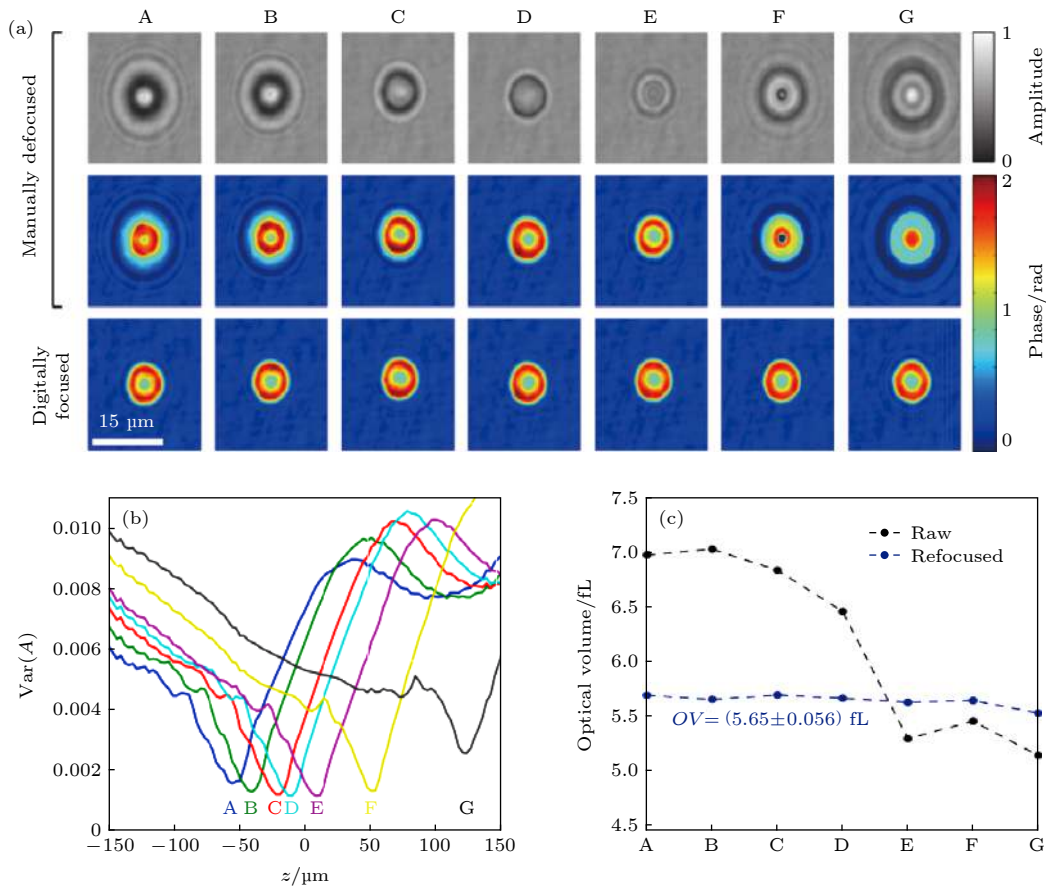 A B C D E F G
(a)
Manually defocused
1
Amplitude
0
2
1
Phase/rad
0
Digitally
focused
15 µm
(b)
0.010
0.008
0.006
0.004
0.002
0
Var(A)
A B C D E F G
−150 −100 −50 0 50 100 150
z/µm
(c)
7.5
7.0
6.5
6.0
5.5
5.0
4.5
Optical volume/fL
Raw
Refocused
OV= (5.65±0.056) fL
A B C D E F G